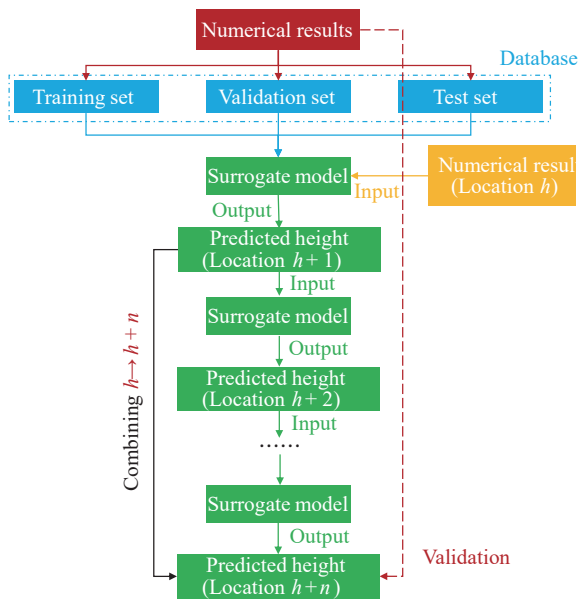 Numerical results
Database
Training set
Validation set
Test set
Surrogate model
Input
Numerical result
(Location h)
Output
Predicted height
(Location h + 1)
Input
Surrogate model
Output
Predicted height
(Location h + 2)
Input
......
Combining h→h + n
Surrogate model
Output
Validation
Predicted height
(Location h+n)